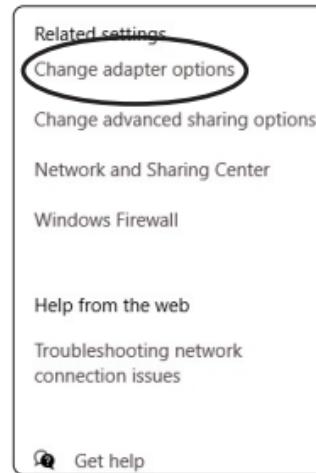 Related settings
Change adapter options
Change advanced sharing options
Network and Sharing Center
Windows Firewall
Help from the web
Troubleshooting network
connection issues
Get help